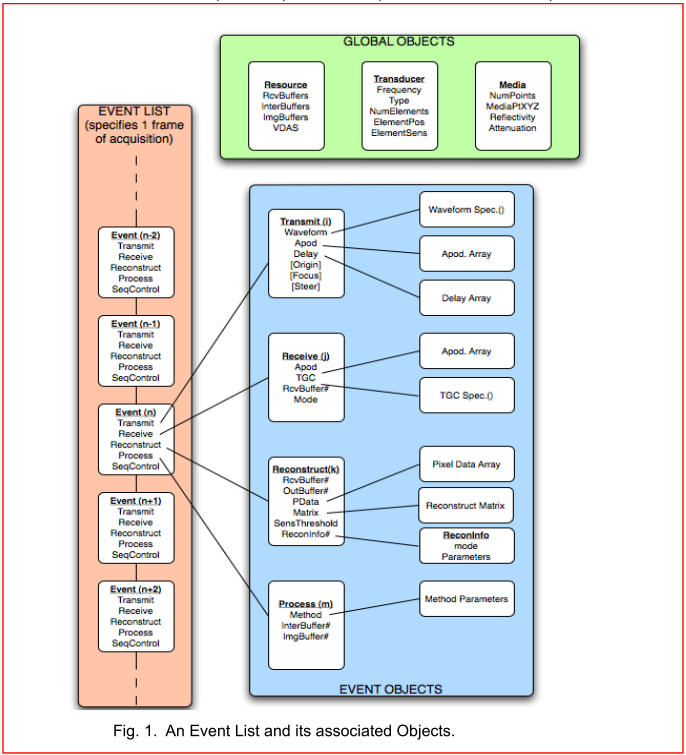 GLOBAL OBJECTS
Resource
RcvBuffers
InterBuffers
ImgBuffers
VDAS
Transducer
Frequency
Type
NumElements
ElementPos
ElementSens
Media
NumPoints
MediaPtXYZ
Reflectivity
Attenuation
EVENT LIST
(specifies 1 frame
of acquisition)
Event (n-2)
Transmit
Receive
Reconstruct
Process
SeqControl
Event (n-1)
Transmit
Receive
Reconstruct
Process
SeqControl
Event (n)
Transmit
Receive
Reconstruct
Process
SeqControl
Event (n+1)
Transmit
Receive
Reconstruct
Process
SeqControl
Event (n+2)
Transmit
Receive
Reconstruct
Process
SeqControl
Transmit (i)
Waveform
Apod
Delay
[Origin]
[Focus]
[Steer]
Waveform Spec.()
Apod. Array
Delay Array
Receive (j)
Apod
TGC
RcvBuffer#
Mode
Apod. Array
TGC Spec.()
Reconstruct(k)
RcvBuffer#
OutBuffer#
PData
Matrix
SensThreshold
ReconInfo#
Pixel Data Array
Reconstruct Matrix
ReconInfo
mode
Parameters
Process (m)
Method
InterBuffer#
ImgBuffer#
Method Parameters
EVENT OBJECTS
Fig. 1. An Event List and its associated Objects.